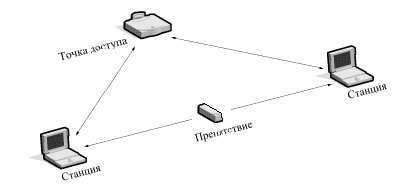 Точка доступа
Станция
Препятствие
Станция